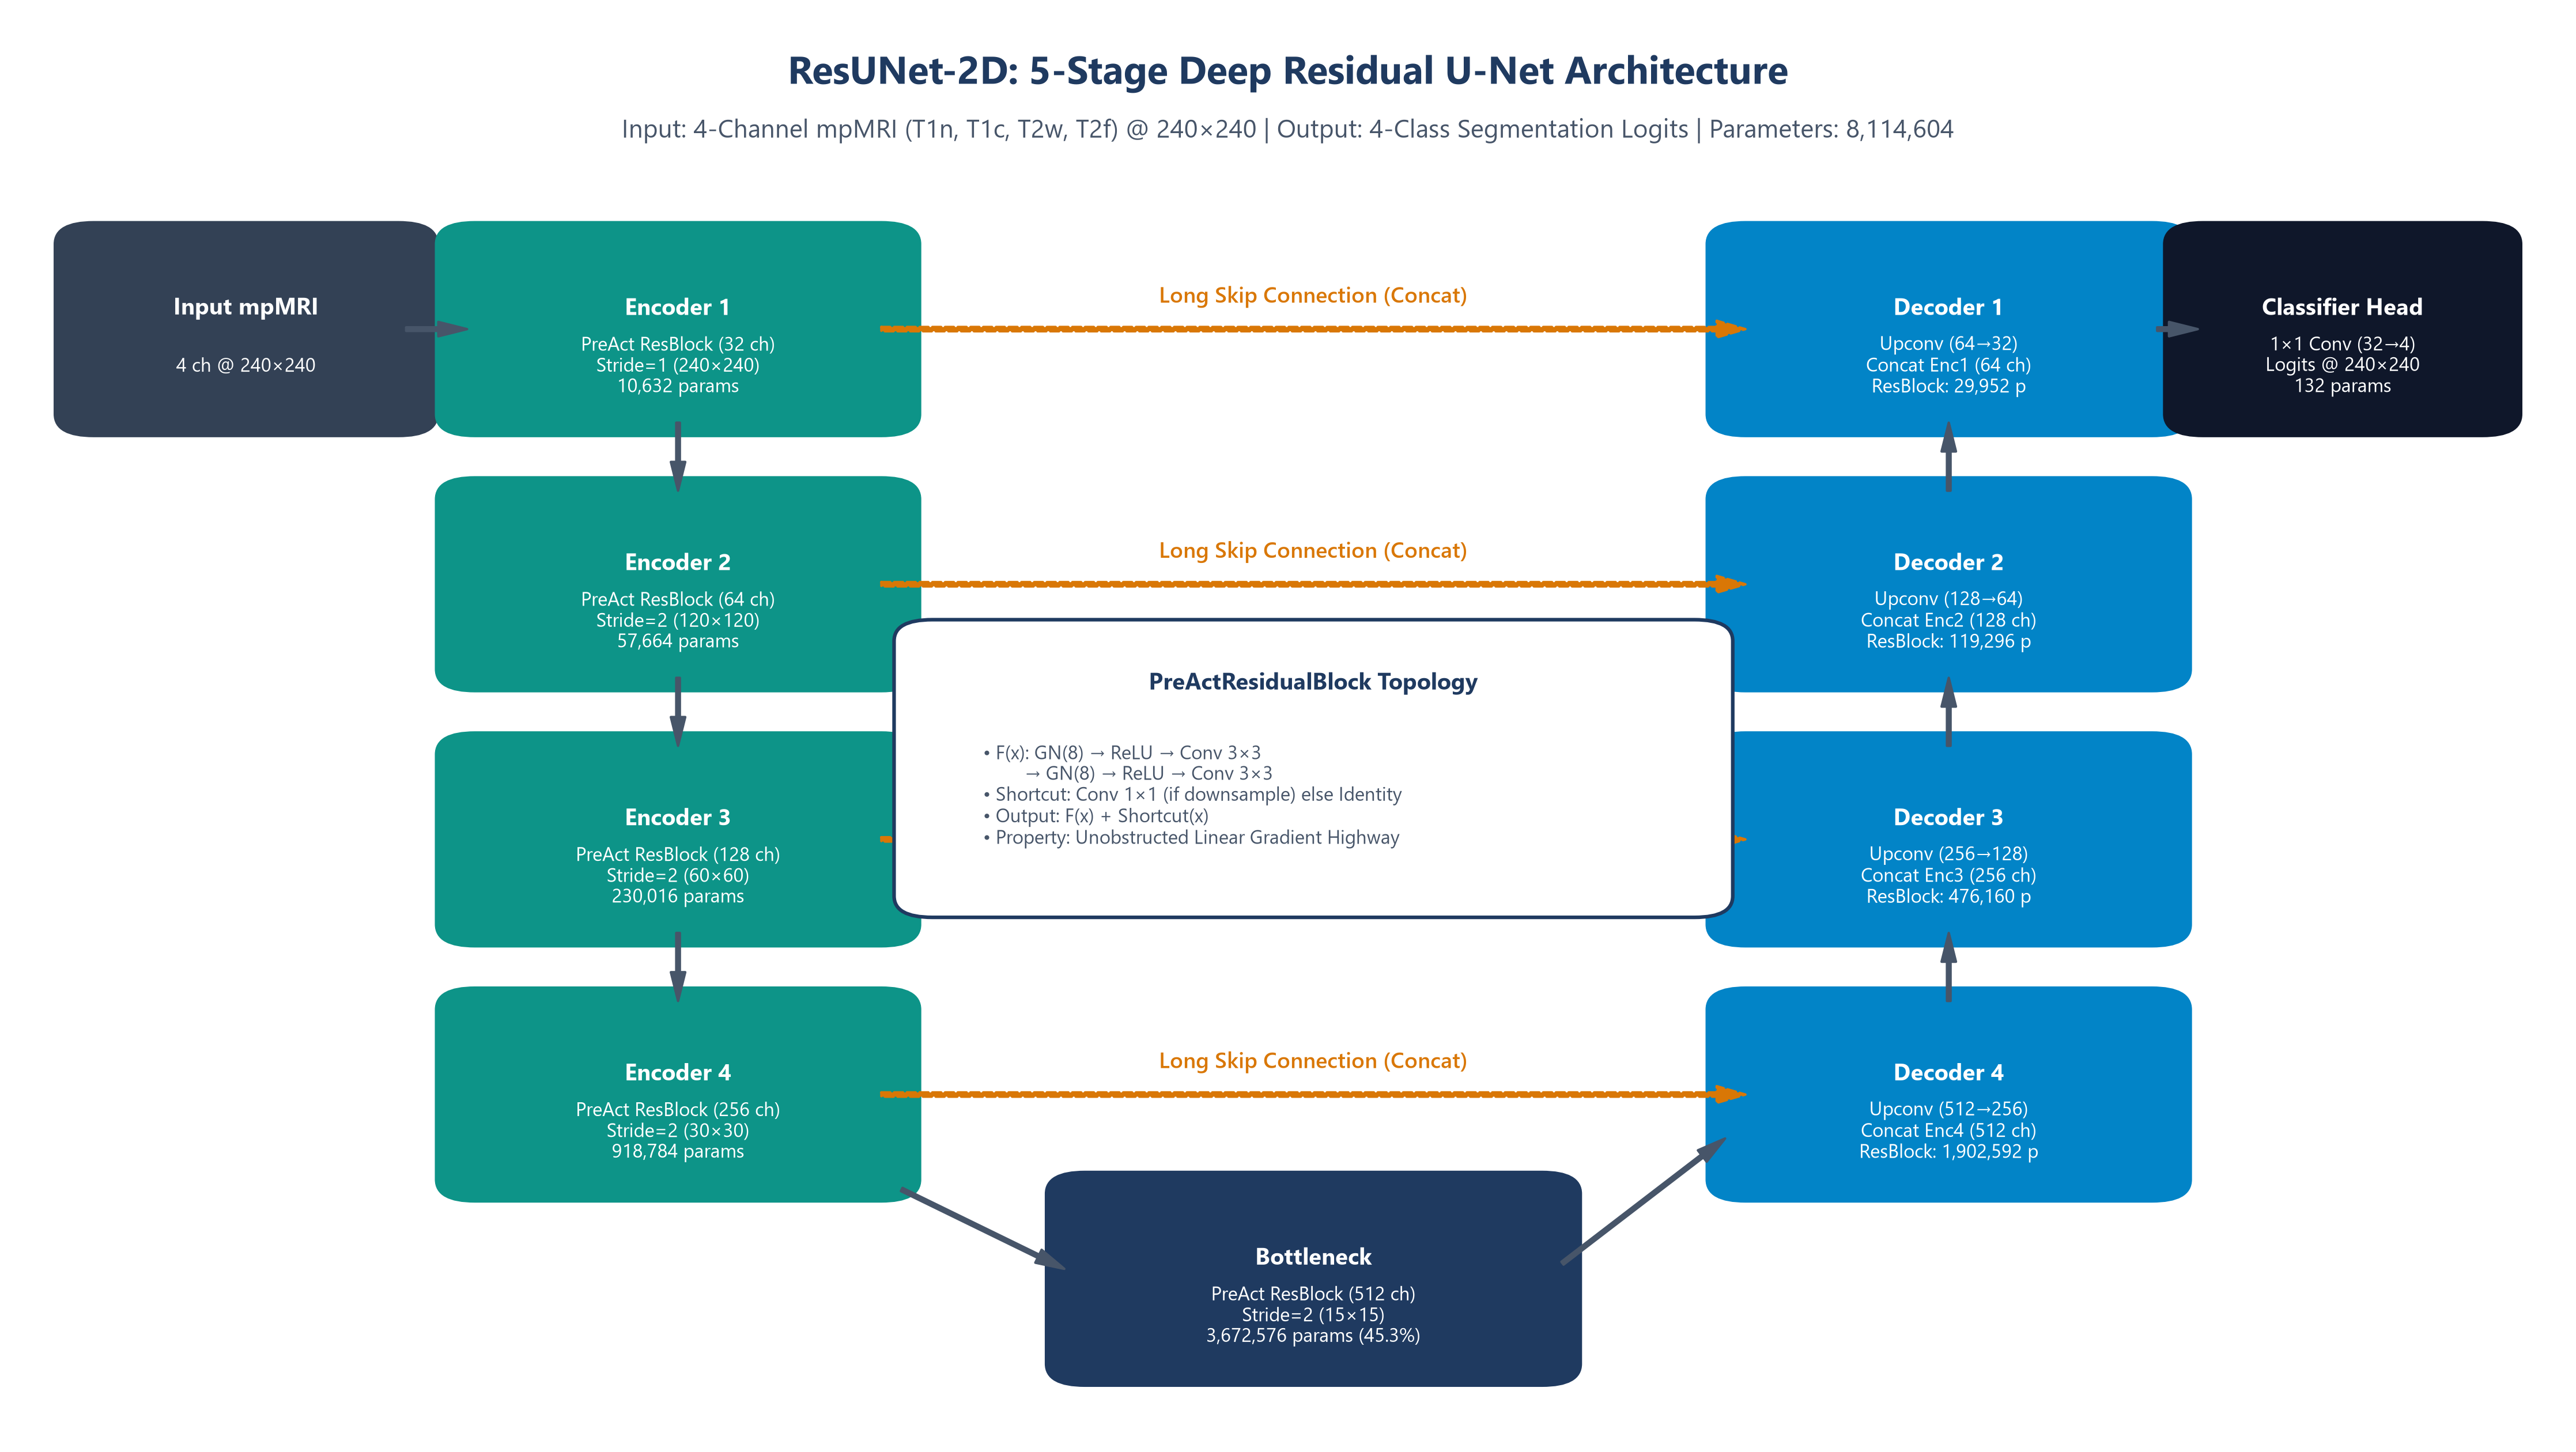 ResUNet-2D: 5-Stage Deep Residual U-Net Architecture
Input: 4-Channel mpMRI (T1n, T1c, T2w, T2f) @ 240×240 | Output: 4-Class Segmentation Logits | Parameters: 8,114,604
Input mpMRI
4 ch @ 240×240
Encoder 1
PreAct ResBlock (32 ch)
Stride=1 (240×240)
10,632 params
Long Skip Connection (Concat)
Decoder 1
Upconv (64→32)
Concat Enc1 (64 ch)
ResBlock: 29,952 p
Classifier Head
1×1 Conv (32→4)
Logits @ 240×240
132 params
Encoder 2
PreAct ResBlock (64 ch)
Stride=2 (120×120)
57,664 params
Long Skip Connection (Concat)
Decoder 2
Upconv (128→64)
Concat Enc2 (128 ch)
ResBlock: 119,296 p
PreActResidualBlock Topology
• F(x): GN(8) → ReLU → Conv 3×3
→ GN(8) → ReLU → Conv 3×3
• Shortcut: Conv 1×1 (if downsample) else Identity
• Output: F(x) + Shortcut(x)
• Property: Unobstructed Linear Gradient Highway
Encoder 3
PreAct ResBlock (128 ch)
Stride=2 (60×60)
230,016 params
Decoder 3
Upconv (256→128)
Concat Enc3 (256 ch)
ResBlock: 476,160 p
Encoder 4
PreAct ResBlock (256 ch)
Stride=2 (30×30)
918,784 params
Long Skip Connection (Concat)
Decoder 4
Upconv (512→256)
Concat Enc4 (512 ch)
ResBlock: 1,902,592 p
Bottleneck
PreAct ResBlock (512 ch)
Stride=2 (15×15)
3,672,576 params (45.3%)